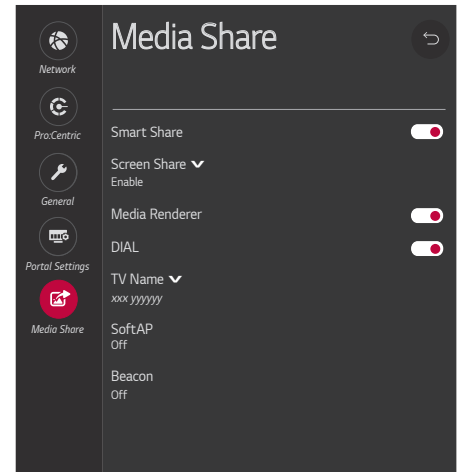 Media Share
Network
Pro:Centric
General
Portal Settings
Media Share
Smart Share
Screen Share
Enable
Media Renderer
DIAL
TV Name
xxx yyyyyy
SoftAP
Off
Beacon
Off